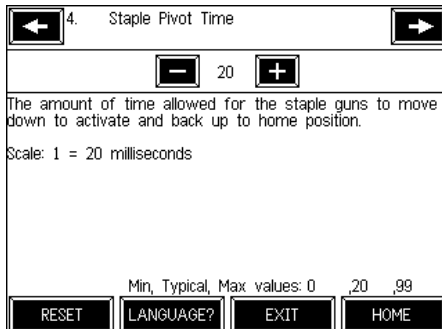 4. Staple Pivot Time
20
The amount of time allowed for the staple guns to move
down to activate and back up to home position.
Scale: 1 = 20 milliseconds
Min, Typical, Max values: 0 ,20 ,99
RESET LANGUAGE? EXIT HOME